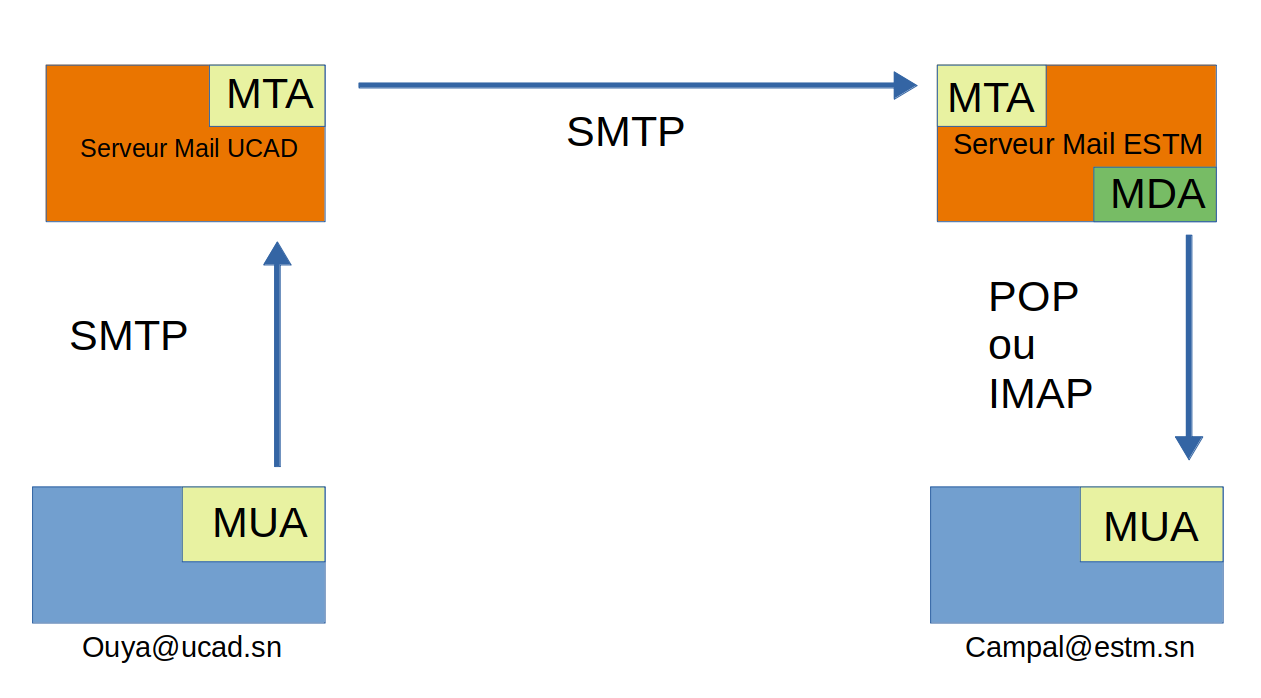 MTA
Serveur Mail UCAD
SMTP
MTA
Serveur Mail ESTM
MDA
SMTP
POP
ou
IMAP
MUA
Ouya@ucad.sn
MUA
Campal@estm.sn